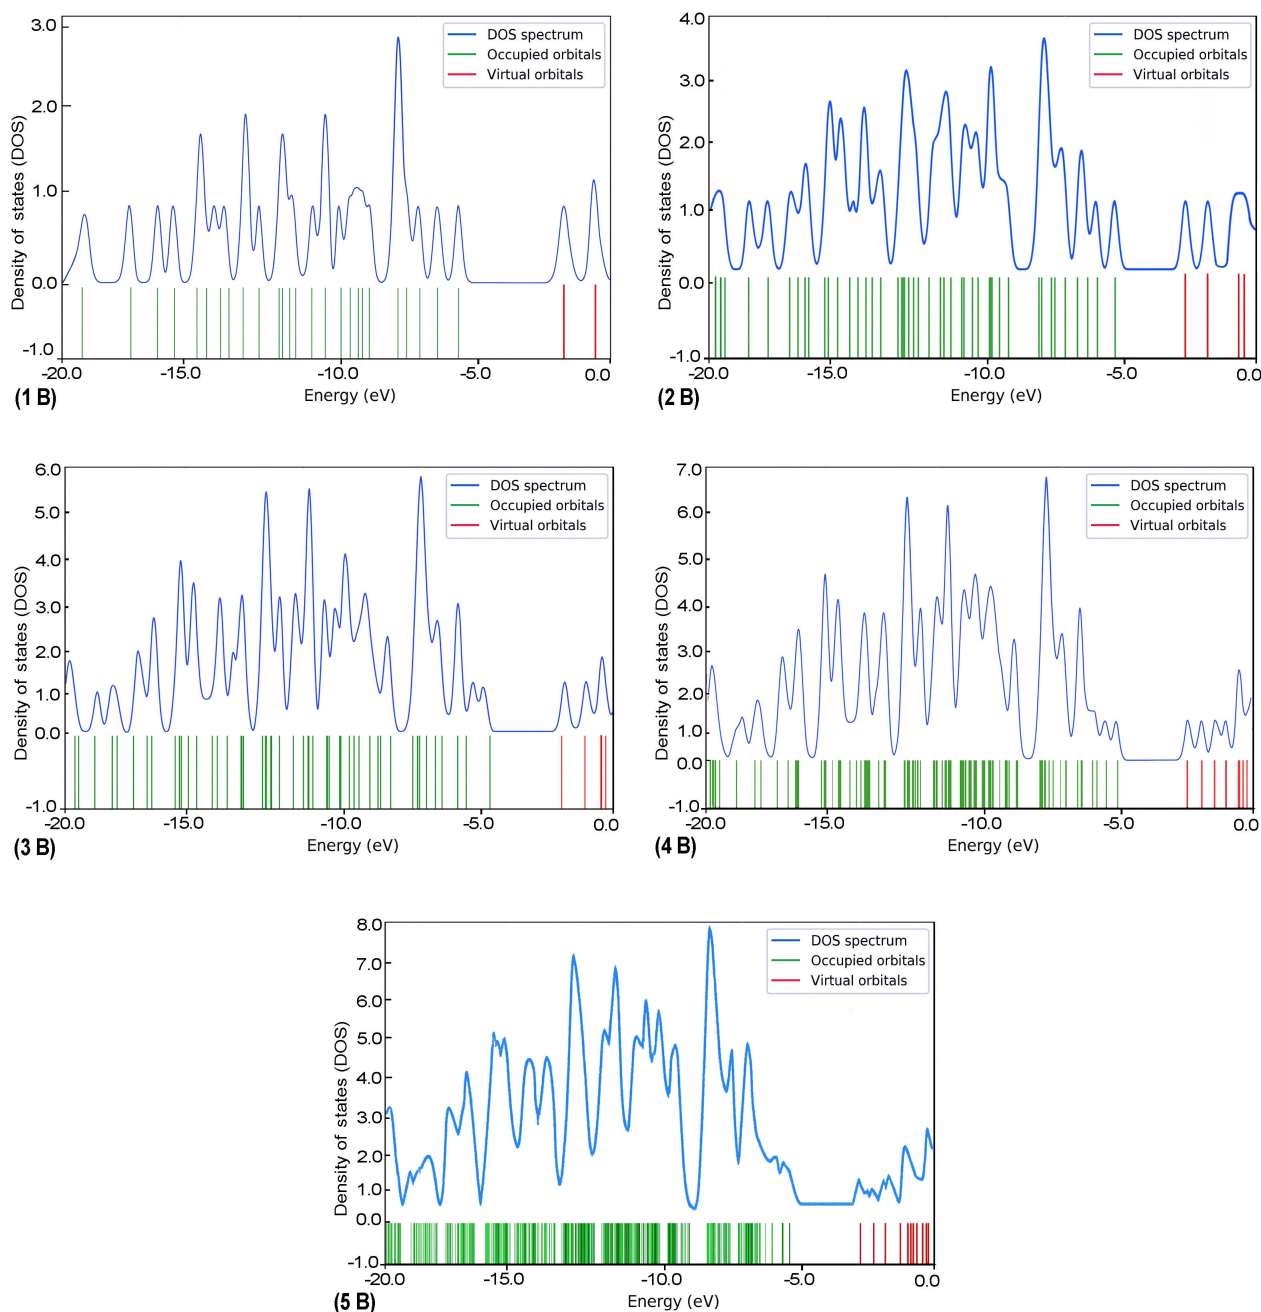 3.0
2.0
1.0
0.0
-1.0
Density of states (DOS)
DOS spectrum
Occupied orbitals
Virtual orbitals
-20.0 -15.0 -10.0 -5.0 0.0
Energy (eV)
(1 B)
4.0
3.0
2.0
1.0
0.0
-1.0
Density of states (DOS)
DOS spectrum
Occupied orbitals
Virtual orbitals
-20.0 -15.0 -10.0 -5.0 0.0
Energy (eV)
(2 B)
6.0
5.0
4.0
3.0
2.0
1.0
0.0
-1.0
Density of states (DOS)
DOS spectrum
Occupied orbitals
Virtual orbitals
-20.0 -15.0 -10.0 -5.0 0.0
Energy (eV)
(3 B)
7.0
6.0
5.0
4.0
3.0
2.0
1.0
0.0
-1.0
Density of states (DOS)
DOS spectrum
Occupied orbitals
Virtual orbitals
-20.0 -15.0 -10.0 -5.0 0.0
Energy (eV)
(4 B)
8.0
7.0
6.0
5.0
4.0
3.0
2.0
1.0
0.0
-1.0
Density of states (DOS)
DOS spectrum
Occupied orbitals
Virtual orbitals
-20.0 -15.0 -10.0 -5.0 0.0
Energy (eV)
(5 B)